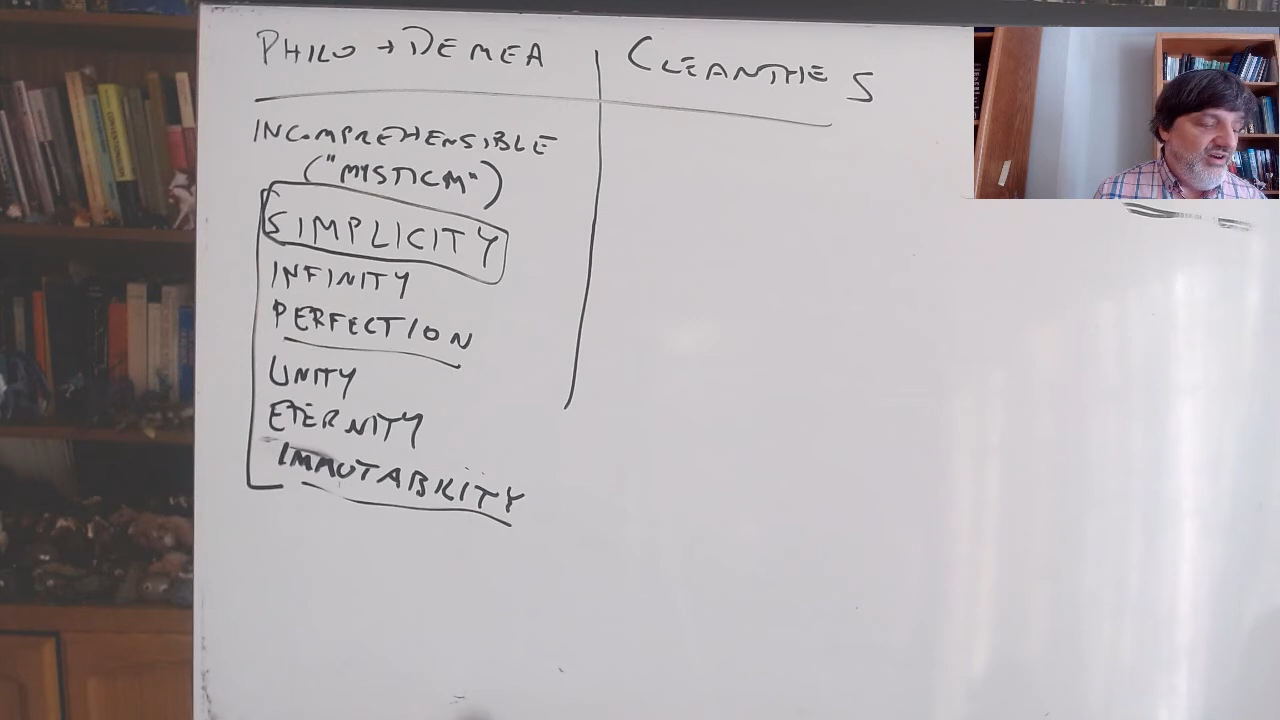 PHILO + DEMEA
CLEANTHES
INCOMPREHENSIBLE
("MYSTICM")
SIMPLICITY
INFINITY
PERFECTION
UNITY
ETERNITY
IMMUTABILITY